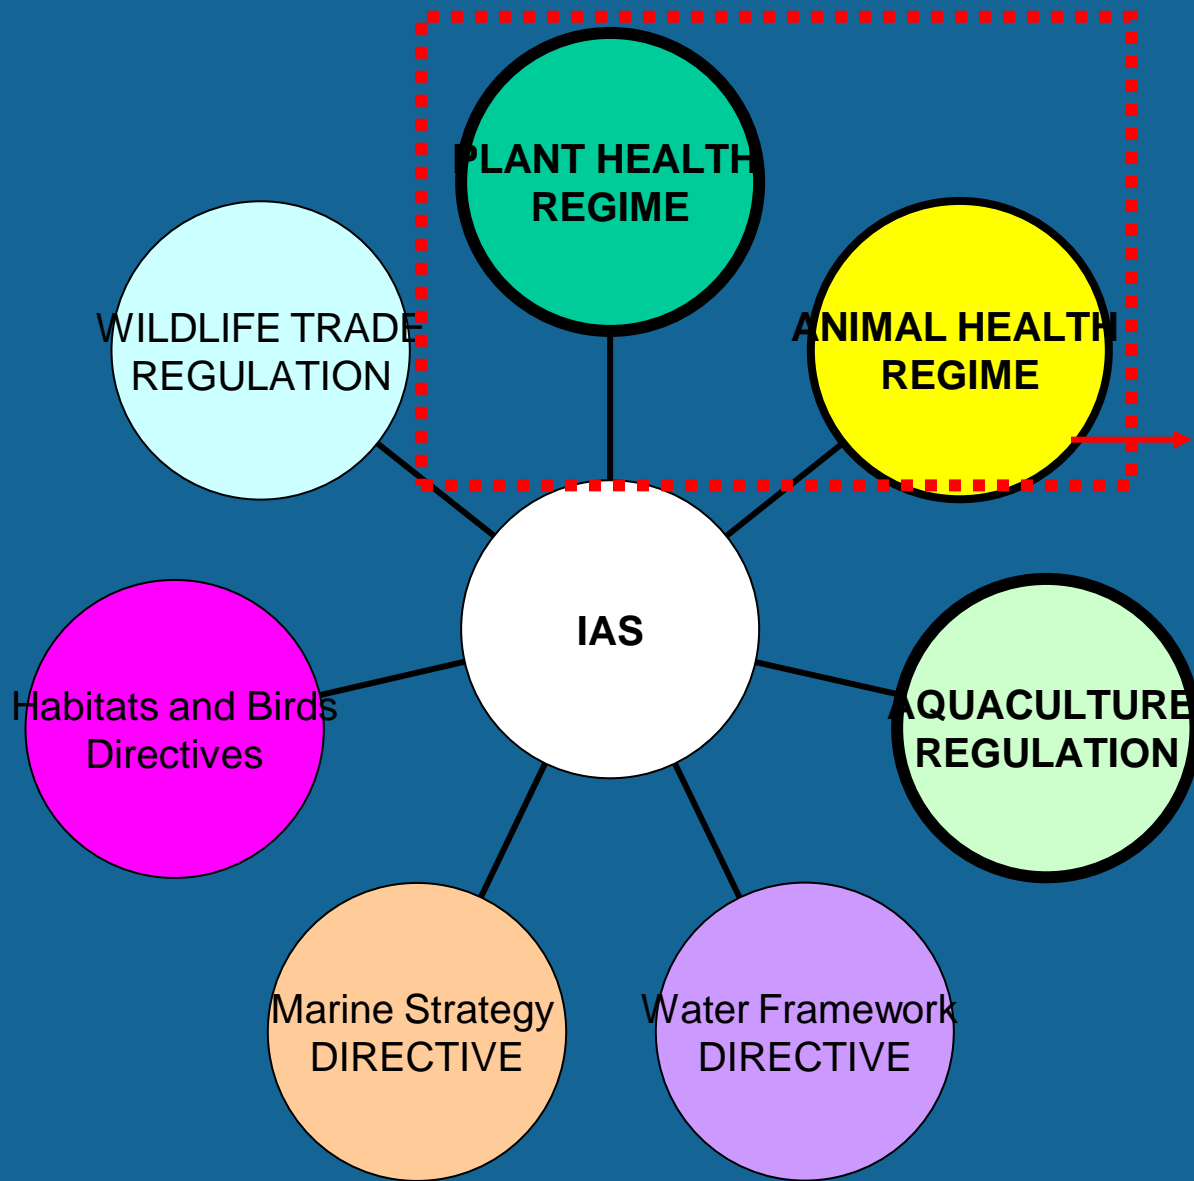 PLANT HEALTH
REGIME
WILDLIFE TRADE
REGULATION
ANIMAL HEALTH
REGIME
IAS
Habitats and Birds
Directives
AQUACULTURE
REGULATION
Marine Strategy
DIRECTIVE
Water Framework
DIRECTIVE